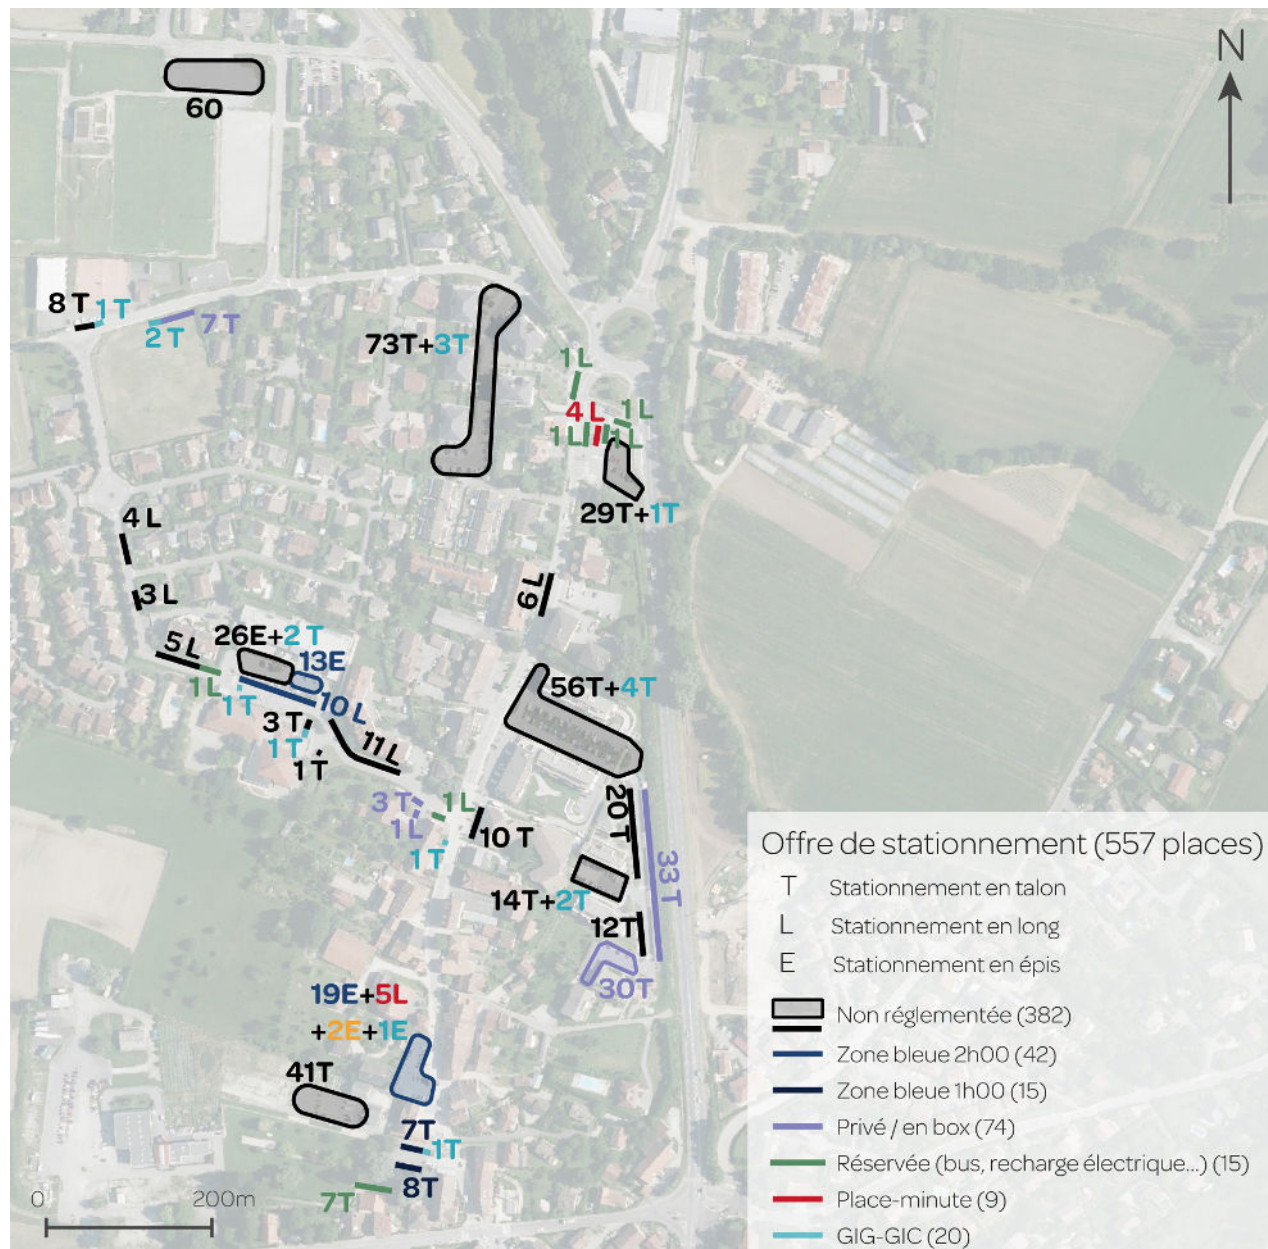 N
60
8 T
1 T
2 T
7 T
73T+3T
1 L
4 L
1 L
1 L
1L
29T+1T
4 L
3 L
6 L
5 L
26E+2 T
13E
1 L
1 T
10 L
3 T
1 T
1 T
11 L
56T+4T
3 T
1 L
1 L
1 T
10 T
20 T
33 T
14T+2T
12T
30T
19E+5L
+2E+1E
41T
7T
1T
8T
7T
0 200m
Offre de stationnement (557 places)
T Stationnement en talon
L Stationnement en long
E Stationnement en épis
Non réglementée (382)
Zone bleue 2h00 (42)
Zone bleue 1h00 (15)
Privé / en box (74)
Réservée (bus, recharge électrique...) (15)
Place-minute (9)
GIG-GIC (20)